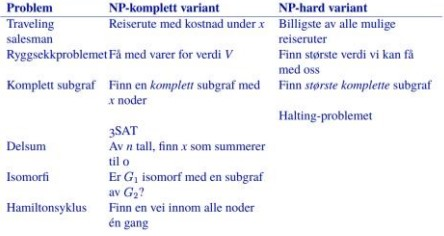 Problem NP-komplett variant NP-hard variant
Traveling Reiserute med kostnad under x Billigste av alle mulige
salesman reiseruter
Ryggsekkproblemet Få med varer for verdi V Finn største verdi vi kan få
med oss
Komplett subgraf Finn en komplett subgraf med Finn største komplette subgraf
x noder
Halting-problemet
3SAT
Delsum Av n tall, finn x som summerer
til 0
Isomorfi Er G1 isomorf med en subgraf
av G2?
Hamiltonsyklus Finn en vei innom alle noder
én gang